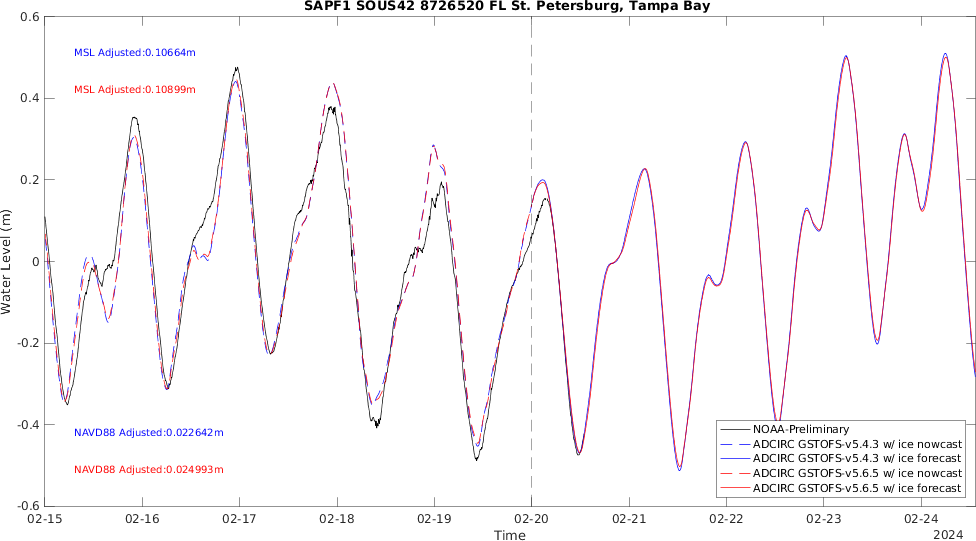 SAPF1 SOUS42 8726520 FL St. Petersburg, Tampa Bay
0.6
0.4
0.2
0
-0.2
-0.4
-0.6
Water Level (m)
MSL Adjusted:0.10664m
MSL Adjusted:0.10899m
NAVD88 Adjusted:0.022642m
NAVD88 Adjusted:0.024993m
NOAA-Preliminary
ADCIRC GSTOFS-v5.4.3 w/ ice nowcast
ADCIRC GSTOFS-v5.4.3 w/ ice forecast
ADCIRC GSTOFS-v5.6.5 w/ ice nowcast
ADCIRC GSTOFS-v5.6.5 w/ ice forecast
02-15 02-16 02-17 02-18 02-19 02-20 02-21 02-22 02-23 02-24
Time
2024